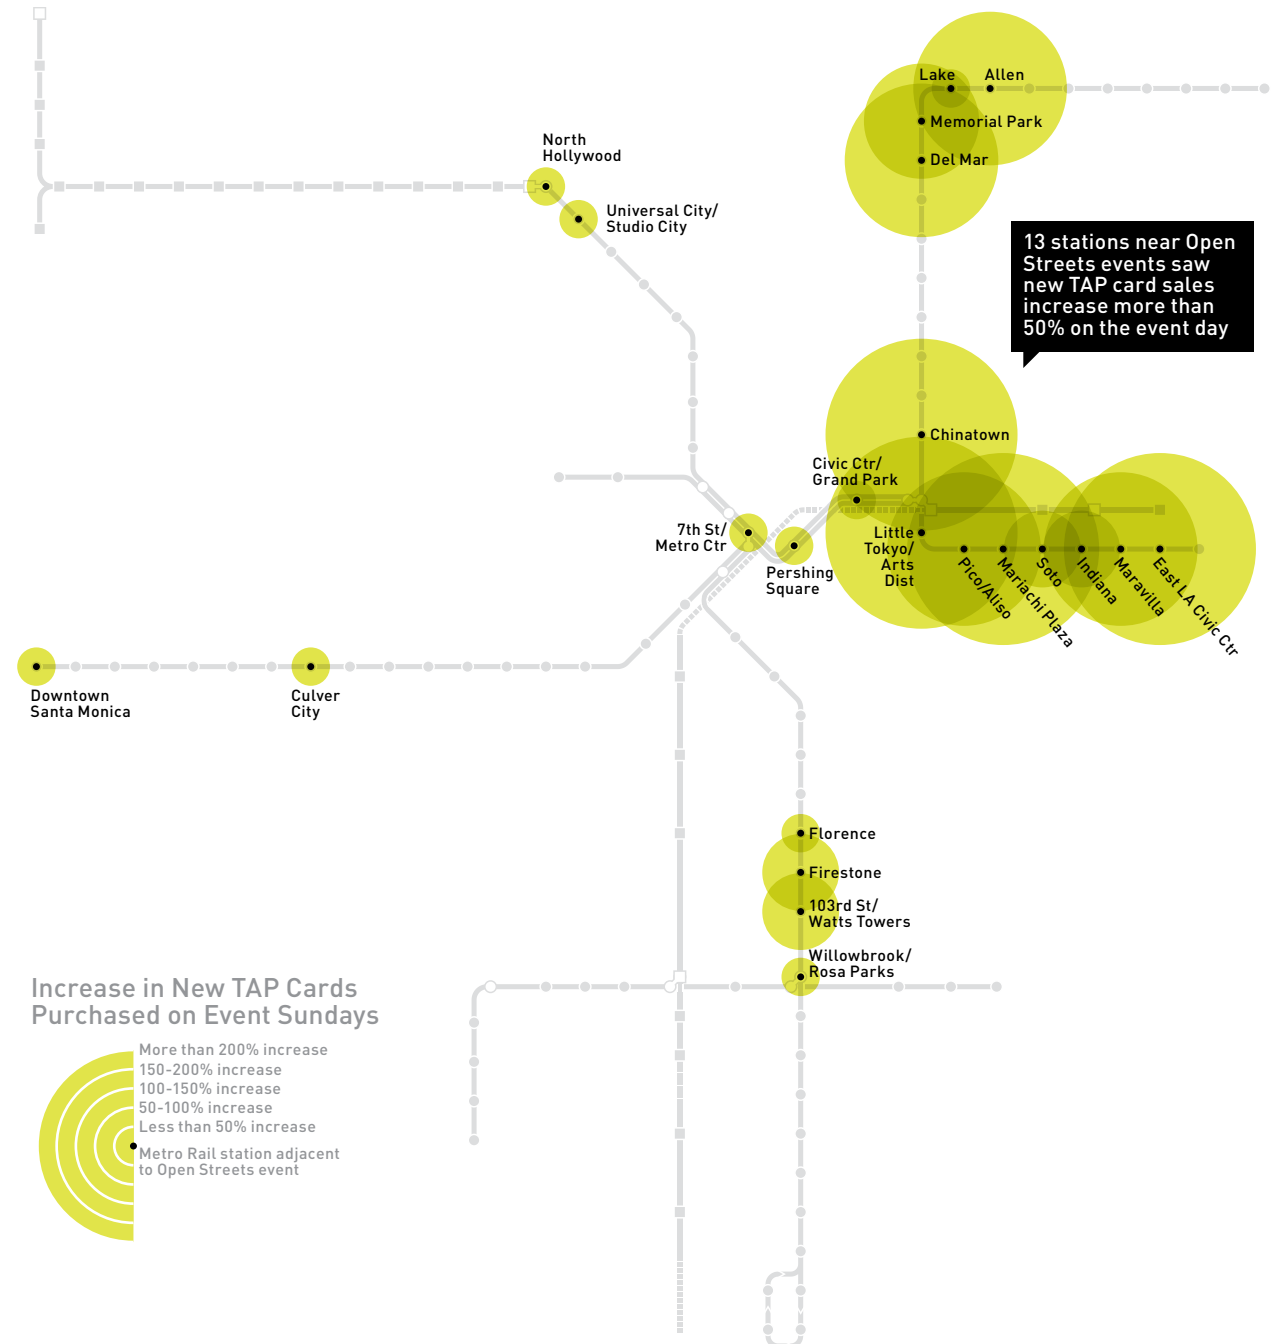 Lake
Allen
Memorial Park
Del Mar
North
Hollywood
Universal City/
Studio City
13 stations near Open
Streets events saw
new TAP card sales
increase more than
50% on the event day
Chinatown
Civic Ctr/
Grand Park
7th St/
Metro Ctr
Pershing
Square
Little
Tokyo/
Arts
Dist
Pico/Aliso
Mariachi Plaza
Soto
Indiana
Maravilla
East LA Civic Ctr
Downtown
Santa Monica
Culver
City
Florence
Firestone
103rd St/
Watts Towers
Willowbrook/
Rosa Parks
Increase in New TAP Cards
Purchased on Event Sundays
More than 200% increase
150-200% increase
100-150% increase
50-100% increase
Less than 50% increase
Metro Rail station adjacent
to Open Streets event